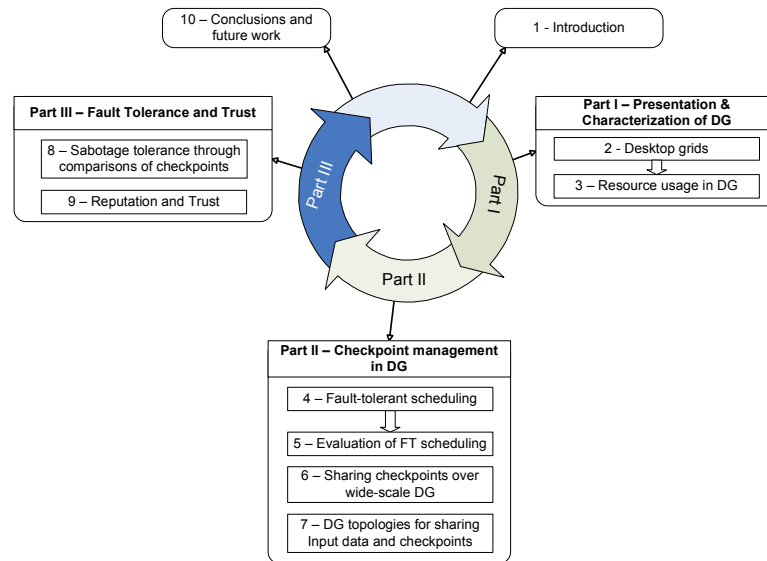 10 – Conclusions and
future work
1 - Introduction
Part III – Fault Tolerance and Trust
8 – Sabotage tolerance through
comparisons of checkpoints
9 – Reputation and Trust
Part I – Presentation &
Characterization of DG
2 - Desktop grids
3 – Resource usage in DG
Part III
Part I
Part II
Part II – Checkpoint management
in DG
4 – Fault-tolerant scheduling
5 – Evaluation of FT scheduling
6 – Sharing checkpoints over
wide-scale DG
7 – DG topologies for sharing
Input data and checkpoints